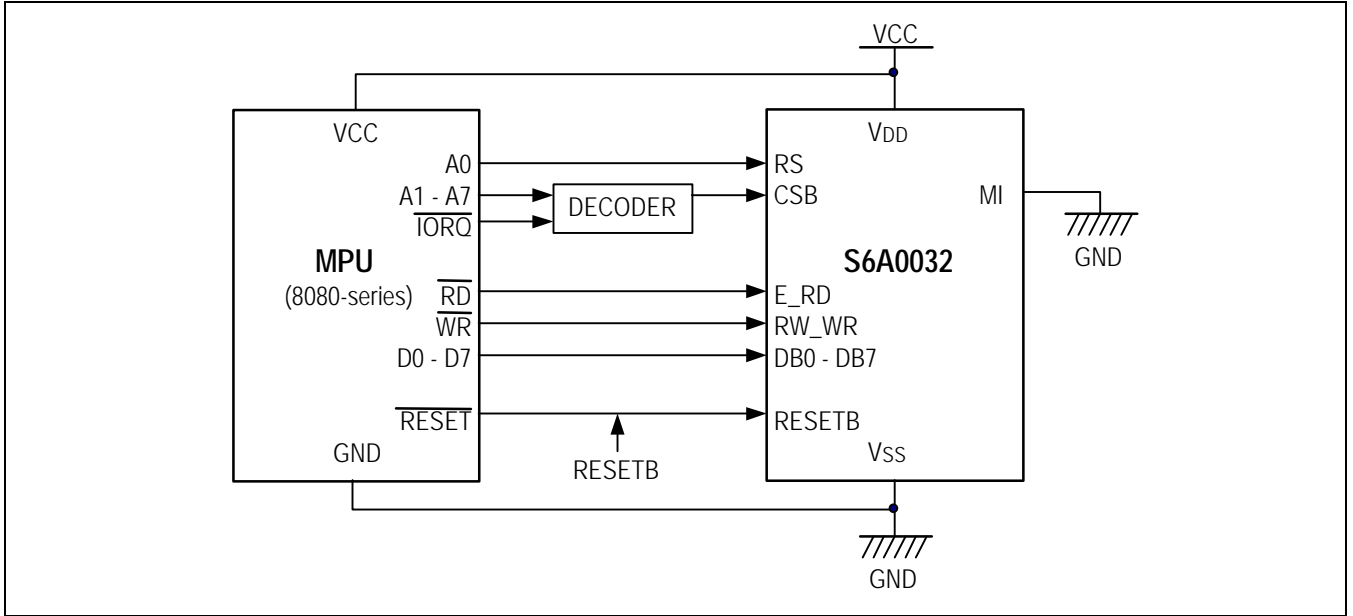 VCC
VCC
VDD
A0
RS
A1 - A7
DECODER
CSB
MI
IORQ
GND
MPU
S6A0032
(8080-series)
RD
E_RD
WR
RW_WR
D0 - D7
DB0 - DB7
RESET
RESETB
GND
RESETB
VSS
GND